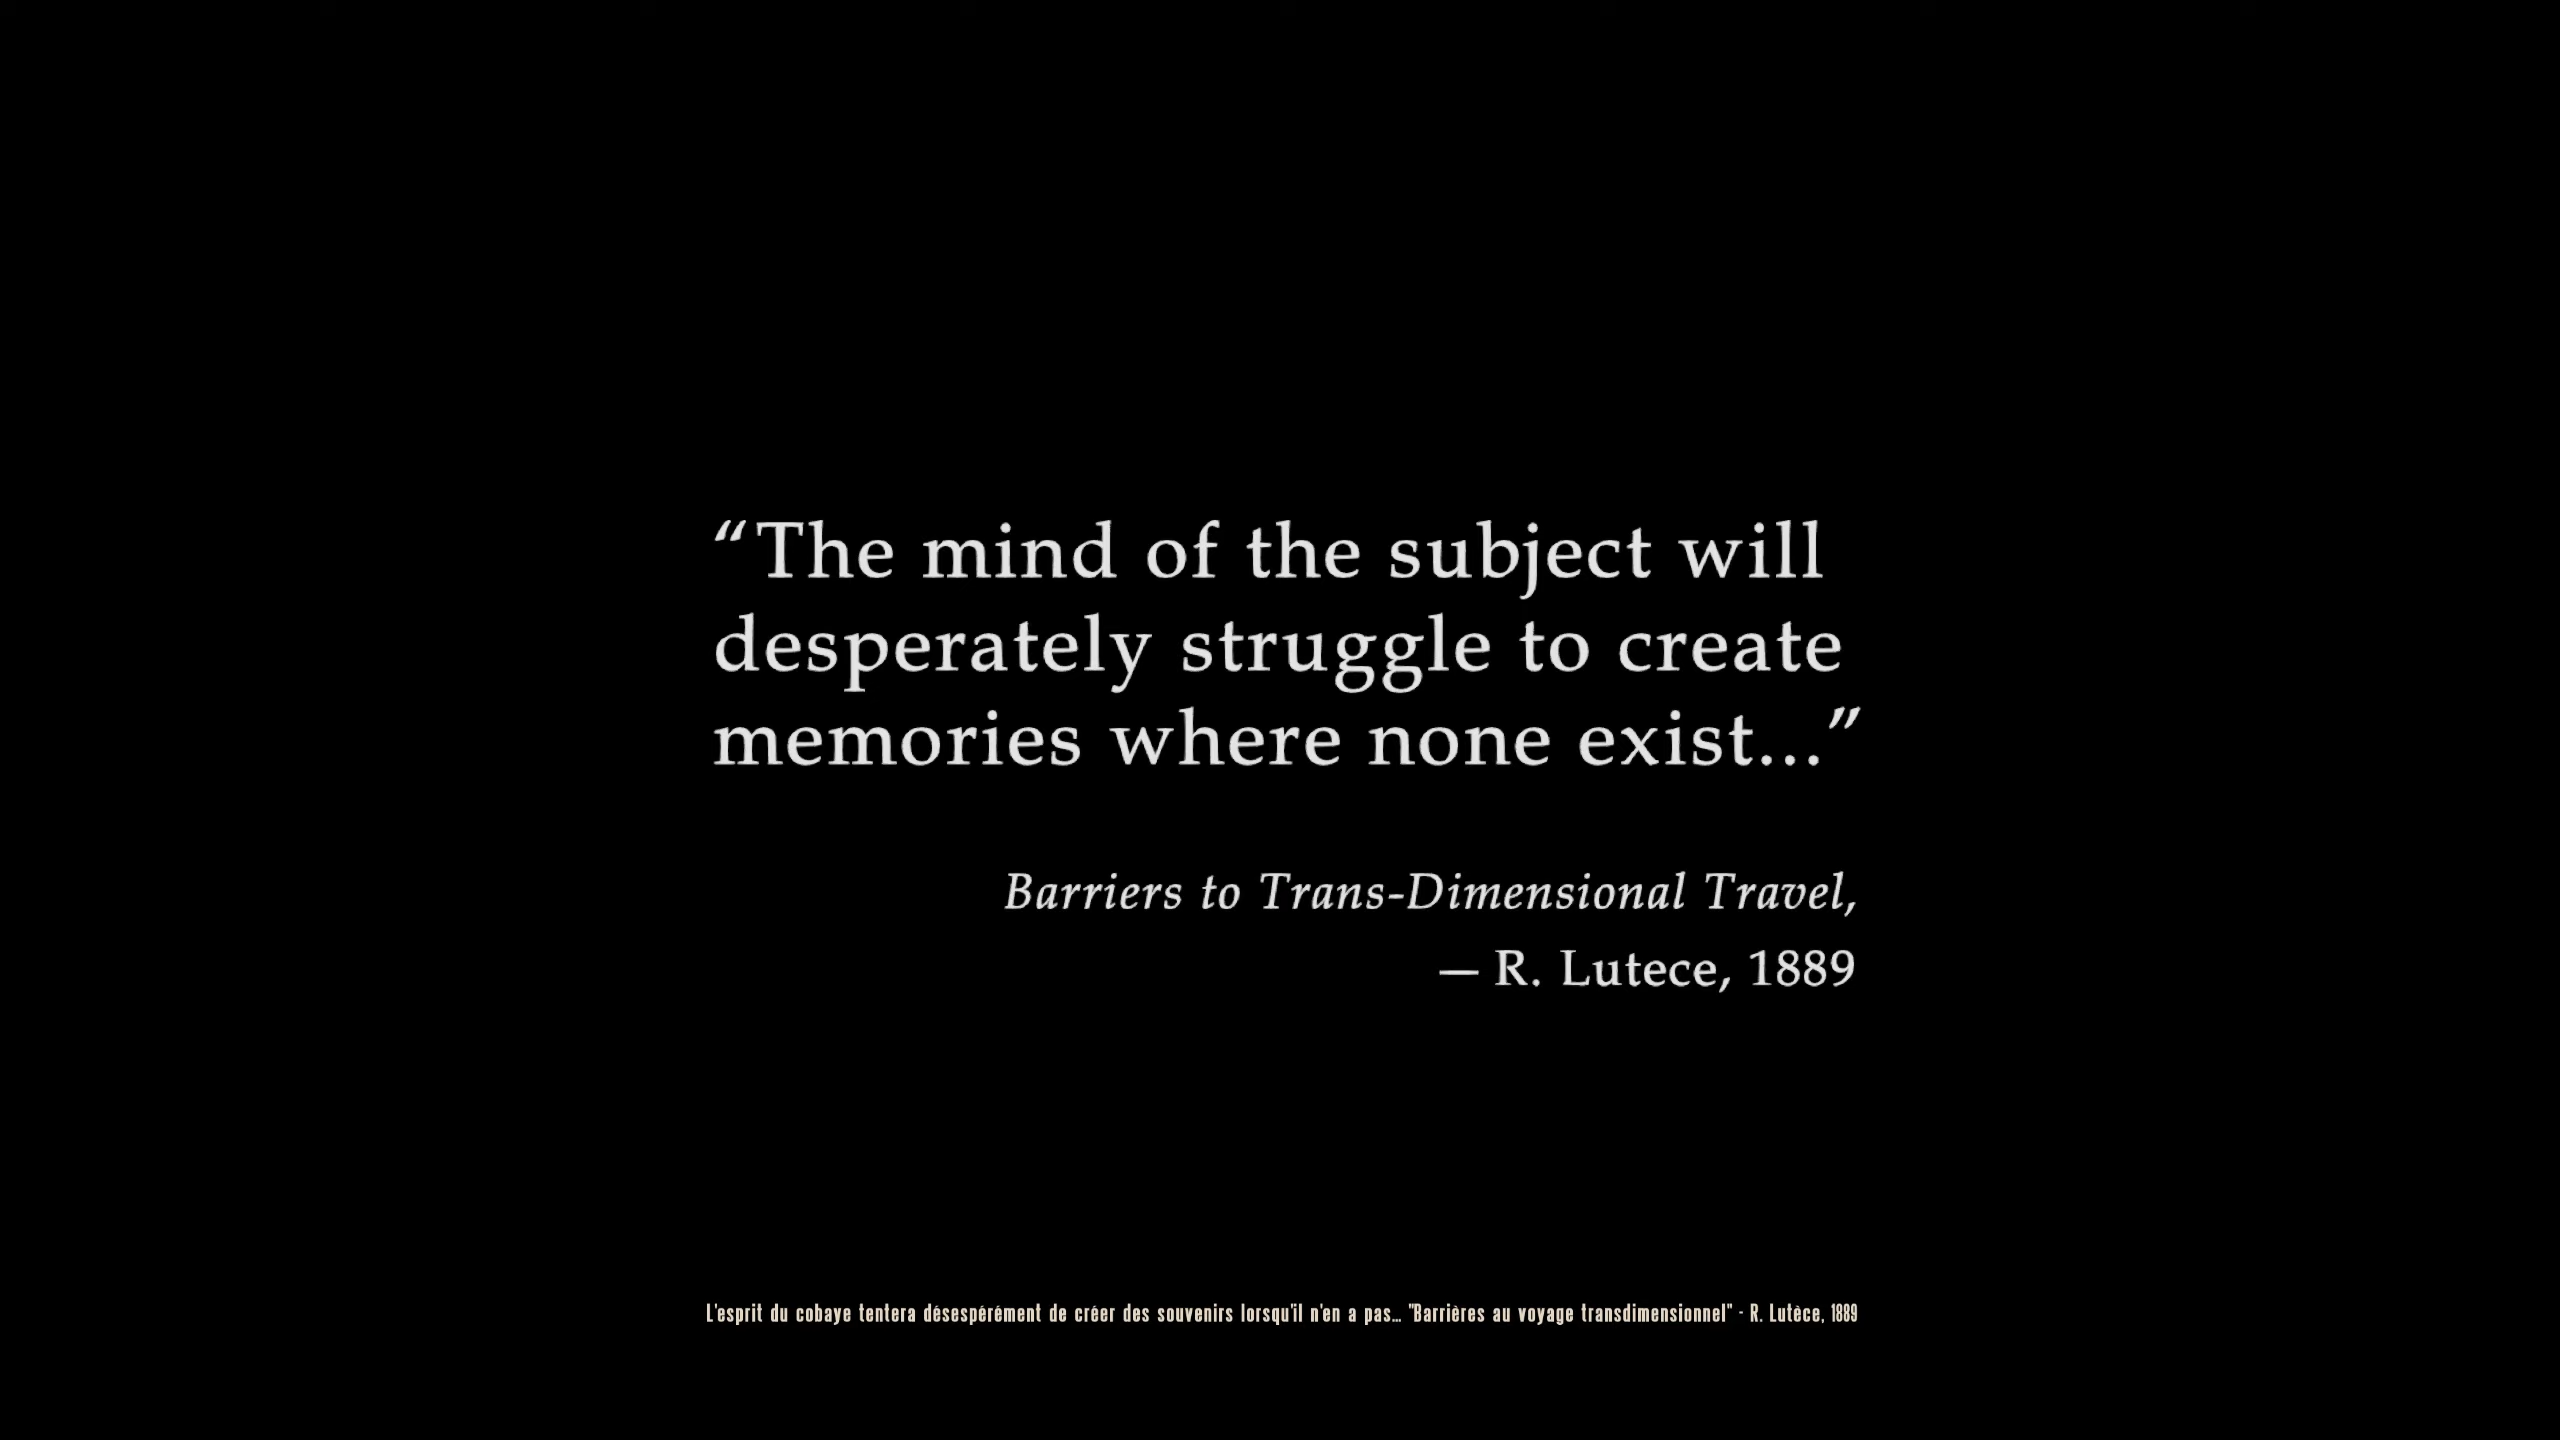 “The mind of the subject will
desperately struggle to create
memories where none exist...”
Barriers to Trans-Dimensional Travel,
— R. Lutece, 1889
L'esprit du cobaye tentera désespérément de créer des souvenirs lorsqu'il n'en a pas... "Barrières au voyage transdimensionnel" - R. Lutèce, 1889